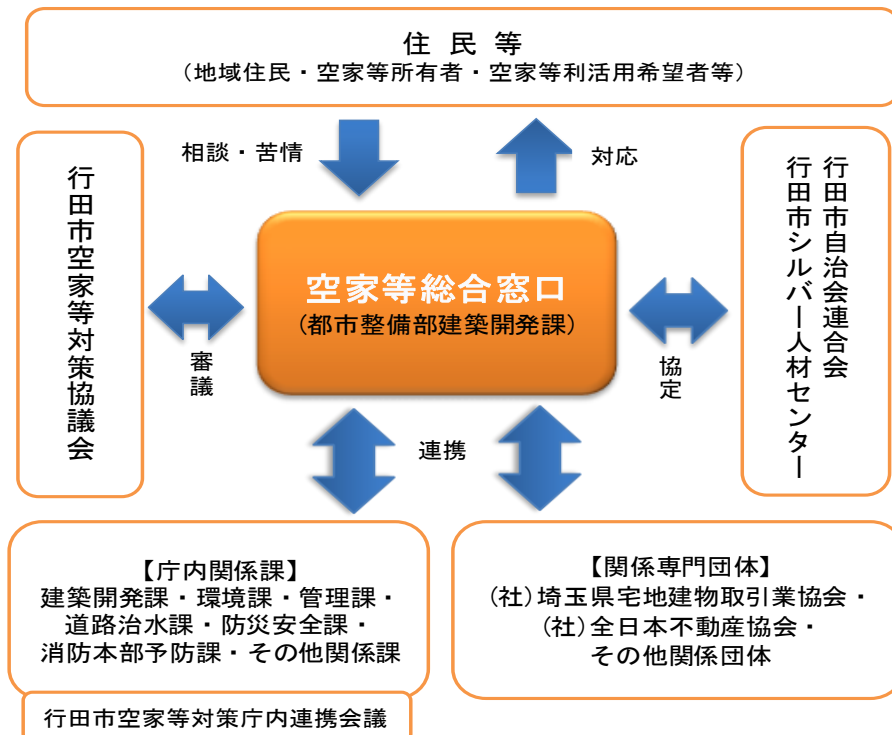 住 民 等
（地域住民・空家等所有者・空家等利活用希望者等）
相談・苦情
対応
行田市空家等対策協議会
空家等総合窓口
（都市整備部建築開発課）
行田市自治会連合会
行田市シルバー人材センター
審議
協定
連携
【庁内関係課】
建築開発課・環境課・管理課・
道路治水課・防災安全課・
消防本部予防課・その他関係課
【関係専門団体】
(社)埼玉県宅地建物取引業協会・
(社)全日本不動産協会・
その他関係団体
行田市空家等対策庁内連携会議